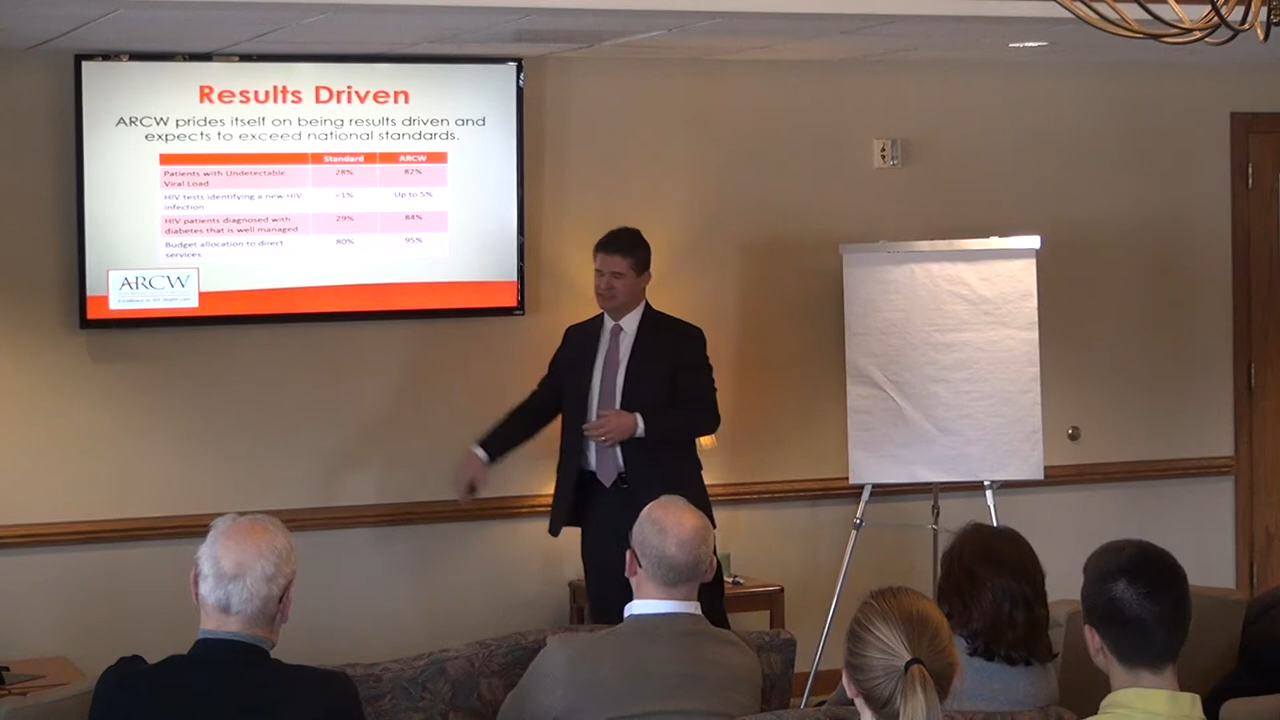 Results Driven
ARCW prides itself on being results driven and
expects to exceed national standards.
Standard ARCW
Patients with Undetectable
Viral Load 28% 82%
HIV tests identifying a new HIV
infection <1% Up to 5%
HIV patients diagnosed with
diabetes that is well managed 29% 84%
Budget allocation to direct
services 80% 95%
ARCW